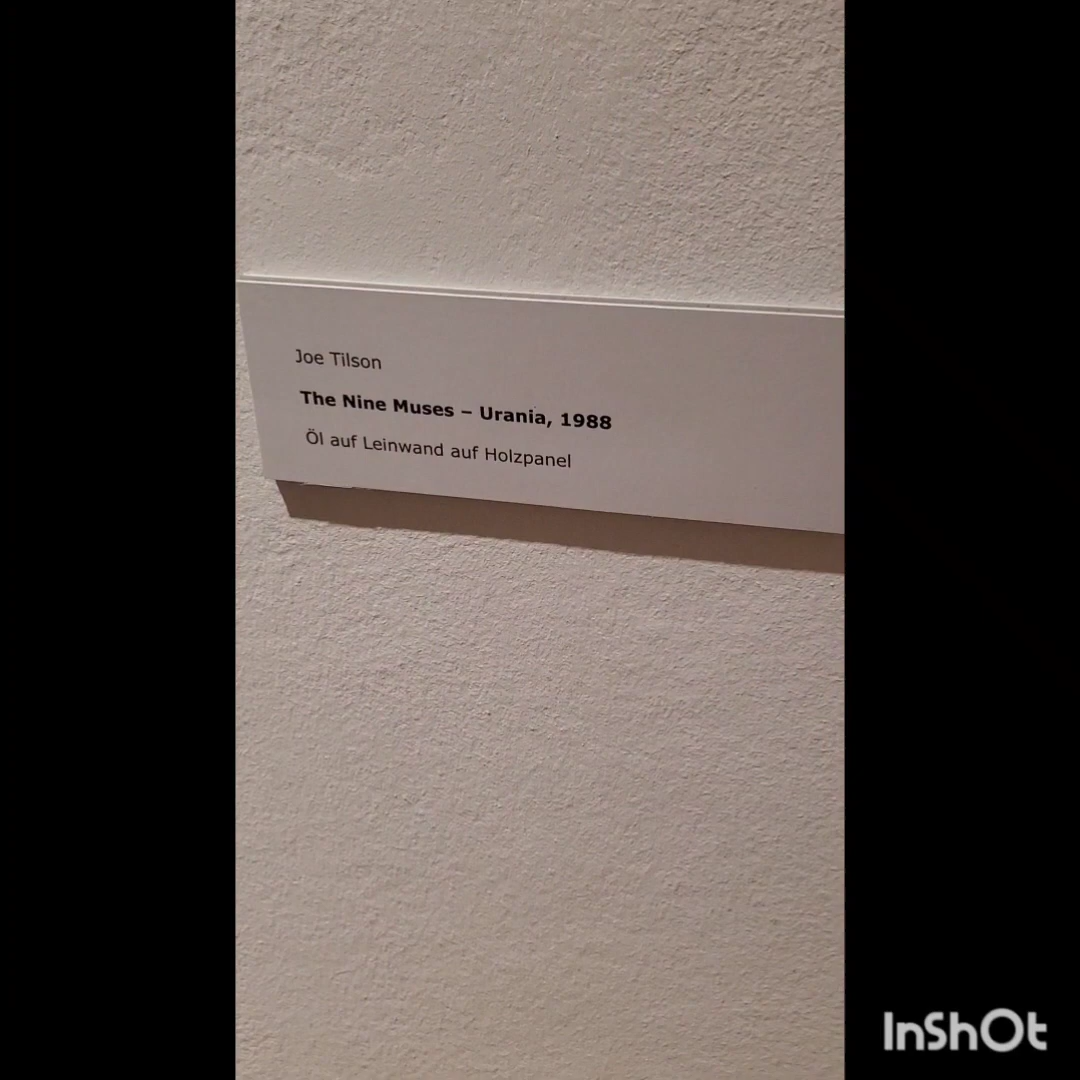 Joe Tilson
The Nine Muses – Urania, 1988
Öl auf Leinwand auf Holzpanel
InShOt